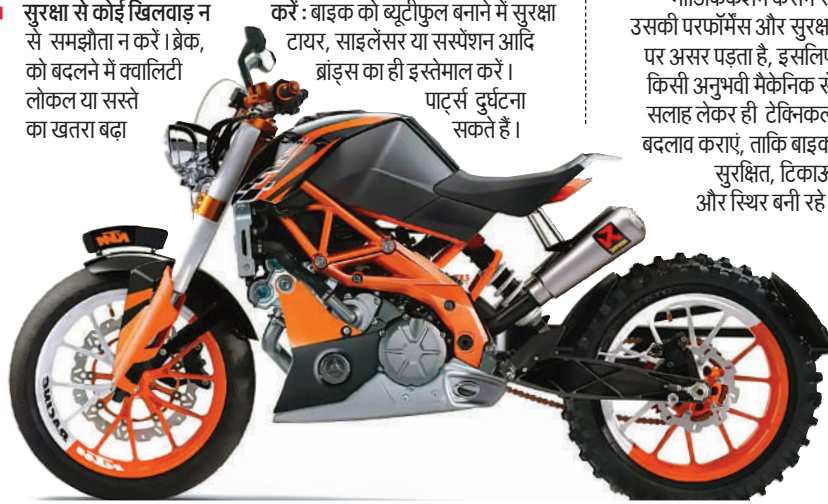 सुरक्षा से कोई खिलवाड़ न करें : बाइक को ब्यूटीफुल बनाने में सुरक्षा
से समझौता न करें । ब्रेक, टायर, साइलेंसर या सस्पेंशन आदि
को बदलने में क्वालिटी ब्रांड्स का ही इस्तेमाल करें ।
लोकल या सस्ते पार्ट्स दुर्घटना
का खतरा बढ़ा सकते हैं ।
उसकी परफॉर्मेंस और सुरक्षा
पर असर पड़ता है, इसलिए
किसी अनुभवी मैकेनिक से
सलाह लेकर ही टेक्निकल
बदलाव कराएं, ताकि बाइक
सुरक्षित, टिकाऊ
और स्थिर बनी रहे
KTM
KTM